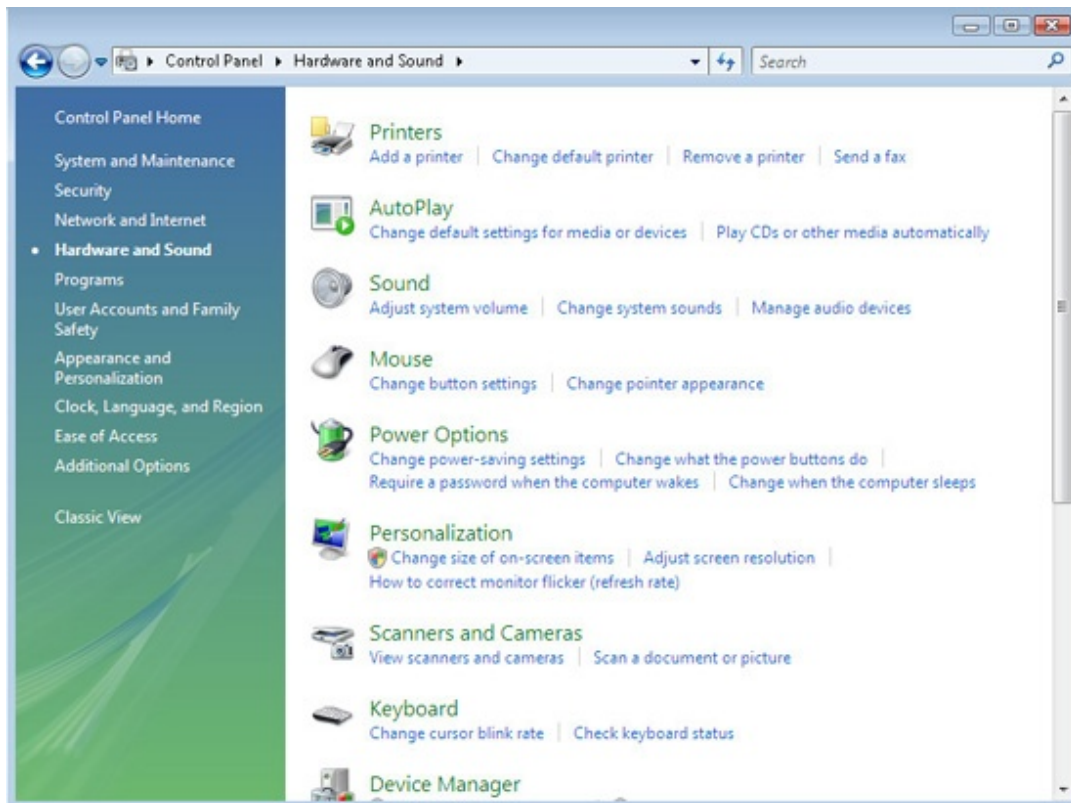 Control Panel Hardware and Sound
Search
Control Panel Home
System and Maintenance
Security
Network and Internet
Hardware and Sound
Programs
User Accounts and Family
Safety
Appearance and
Personalization
Clock, Language, and Region
Ease of Access
Additional Options
Classic View
Printers
Add a printer Change default printer Remove a printer Send a fax
AutoPlay
Change default settings for media or devices Play CDs or other media automatically
Sound
Adjust system volume Change system sounds Manage audio devices
Mouse
Change button settings Change pointer appearance
Power Options
Change power-saving settings Change what the power buttons do
Require a password when the computer wakes Change when the computer sleeps
Personalization
Change size of on-screen items Adjust screen resolution
How to correct monitor flicker (refresh rate)
Scanners and Cameras
View scanners and cameras Scan a document or picture
Keyboard
Change cursor blink rate Check keyboard status
Device Manager